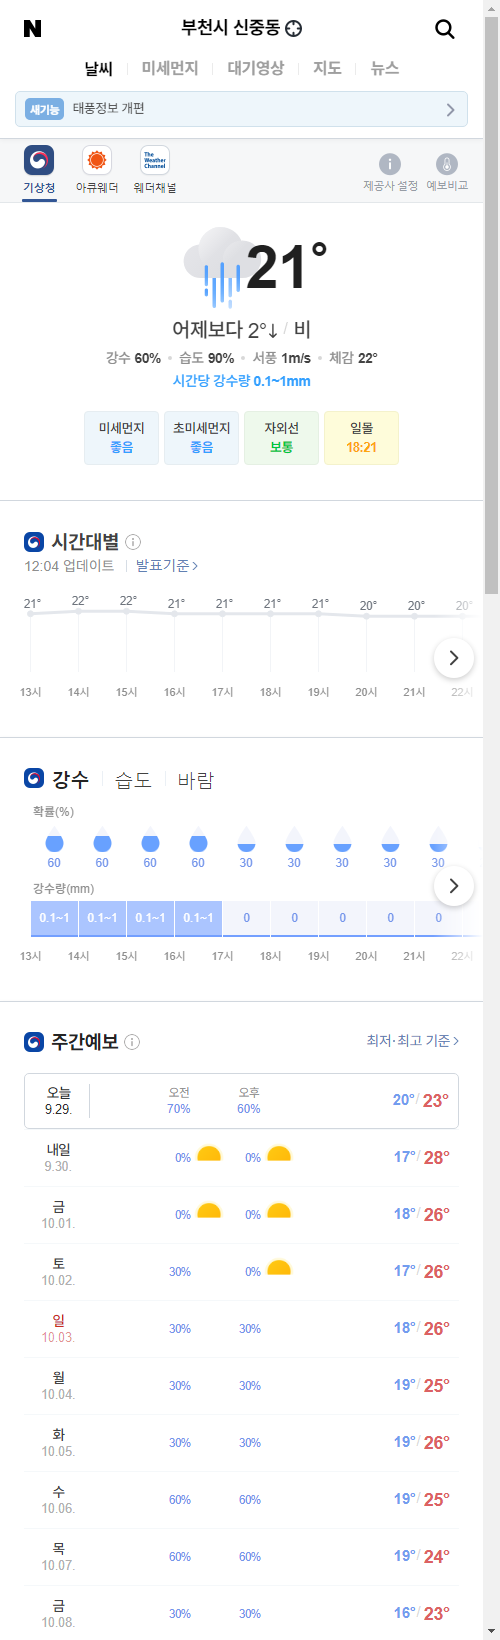 N 부천시 신중동
날씨 미세먼지 대기영상 지도 뉴스
새기능 태풍정보 개편
The Weather Channel
기상청 아큐웨더 웨더채널 제공사 설정 예보비교
21°
어제보다 2°↓ / 비
강수 60% • 습도 90% • 서풍 1m/s • 체감 22°
시간당 강수량 0.1~1mm
미세먼지 초미세먼지 자외선 일몰
좋음 좋음 보통 18:21
시간대별
12:04 업데이트 발표기준 >
21° 22° 22° 21° 21° 21° 21° 20° 20° 20°
13시 14시 15시 16시 17시 18시 19시 20시 21시 22시
강수 습도 바람
확률(%)
60 60 60 60 30 30 30 30 30
강수량(mm)
0.1~1 0.1~1 0.1~1 0.1~1 0 0 0 0 0
13시 14시 15시 16시 17시 18시 19시 20시 21시 22시
주간예보 최저·최고 기준 >
오늘 오전 오후
9.29. 70% 60% 20° / 23°
내일
9.30. 0% 0% 17° / 28°
금
10.01. 0% 0% 18° / 26°
토
10.02. 30% 0% 17° / 26°
일
10.03. 30% 30% 18° / 26°
월
10.04. 30% 30% 19° / 25°
화
10.05. 30% 30% 19° / 26°
수
10.06. 60% 60% 19° / 25°
목
10.07. 60% 60% 19° / 24°
금
10.08. 30% 30% 16° / 23°